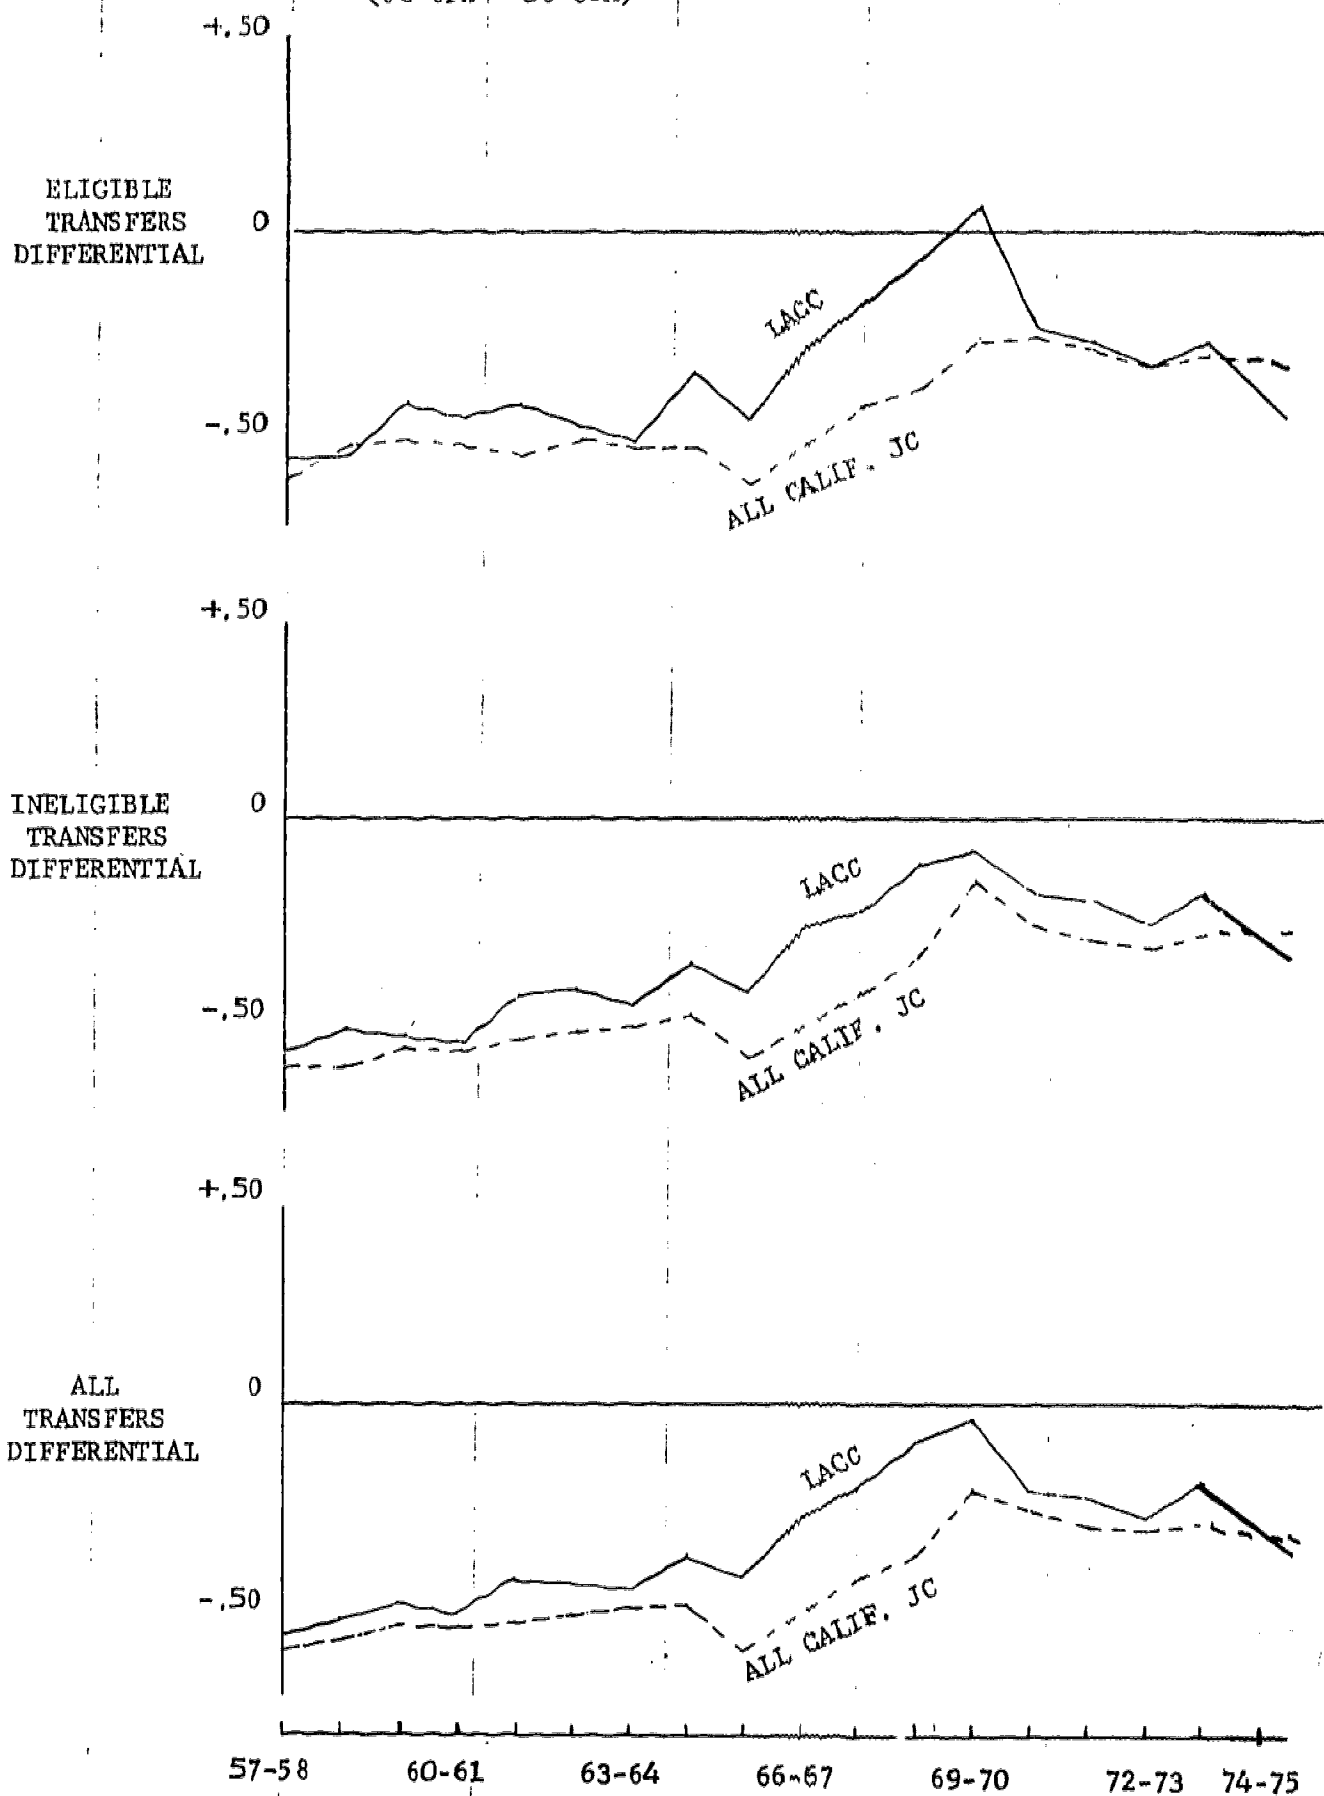 +.50
ELIGIBLE
TRANSFERS
DIFFERENTIAL
0
LACC
-.50
ALL CALIF. JC
+.50
INELIGIBLE
TRANSFERS
DIFFERENTIAL
0
LACC
-.50
ALL CALIF. JC
+.50
ALL
TRANSFERS
DIFFERENTIAL
0
LACC
-.50
ALL CALIF. JC
57-58 60-61 63-64 66-67 69-70 72-73 74-75